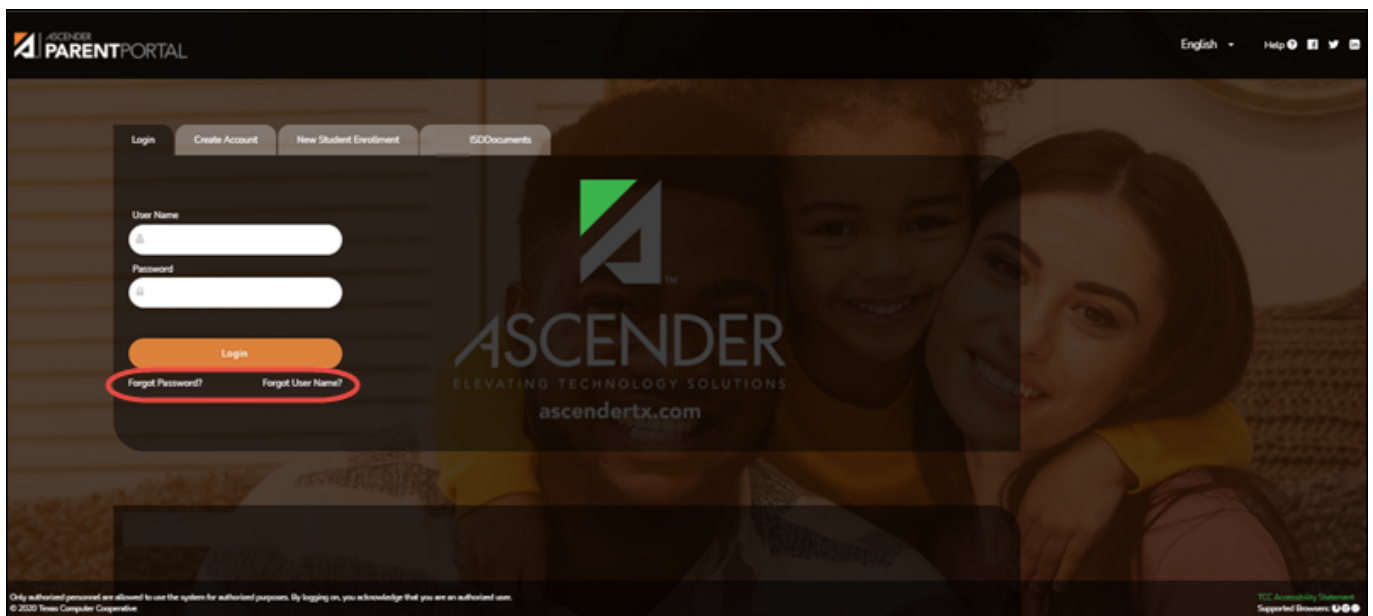 ASCENDER
PARENTPORTAL
English
Help
Login
Create Account
New Student Enrollment
ISDDocuments
User Name
Password
Login
Forgot Password?
Forgot User Name?
TM
ASCENDER
ELEVATING TECHNOLOGY SOLUTIONS
ascendertx.com
Only authorized personnel are allowed to use the system for authorized purposes. By logging on, you acknowledge that you are an authorized user.
© 2020 Texas Computer Cooperative
TCC Accessibility Statement
Supported Browsers: